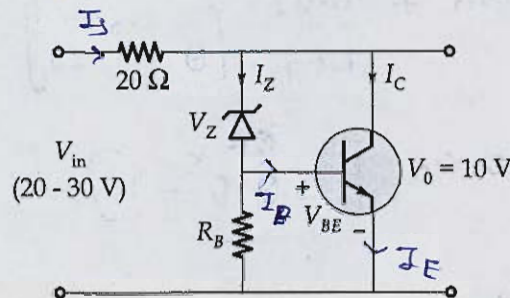 I_s
20 Ω
I_Z
I_C
V_Z
V_in
(20 - 30 V)
I_B
+
V_BE
-
V_0 = 10 V
R_B
I_E